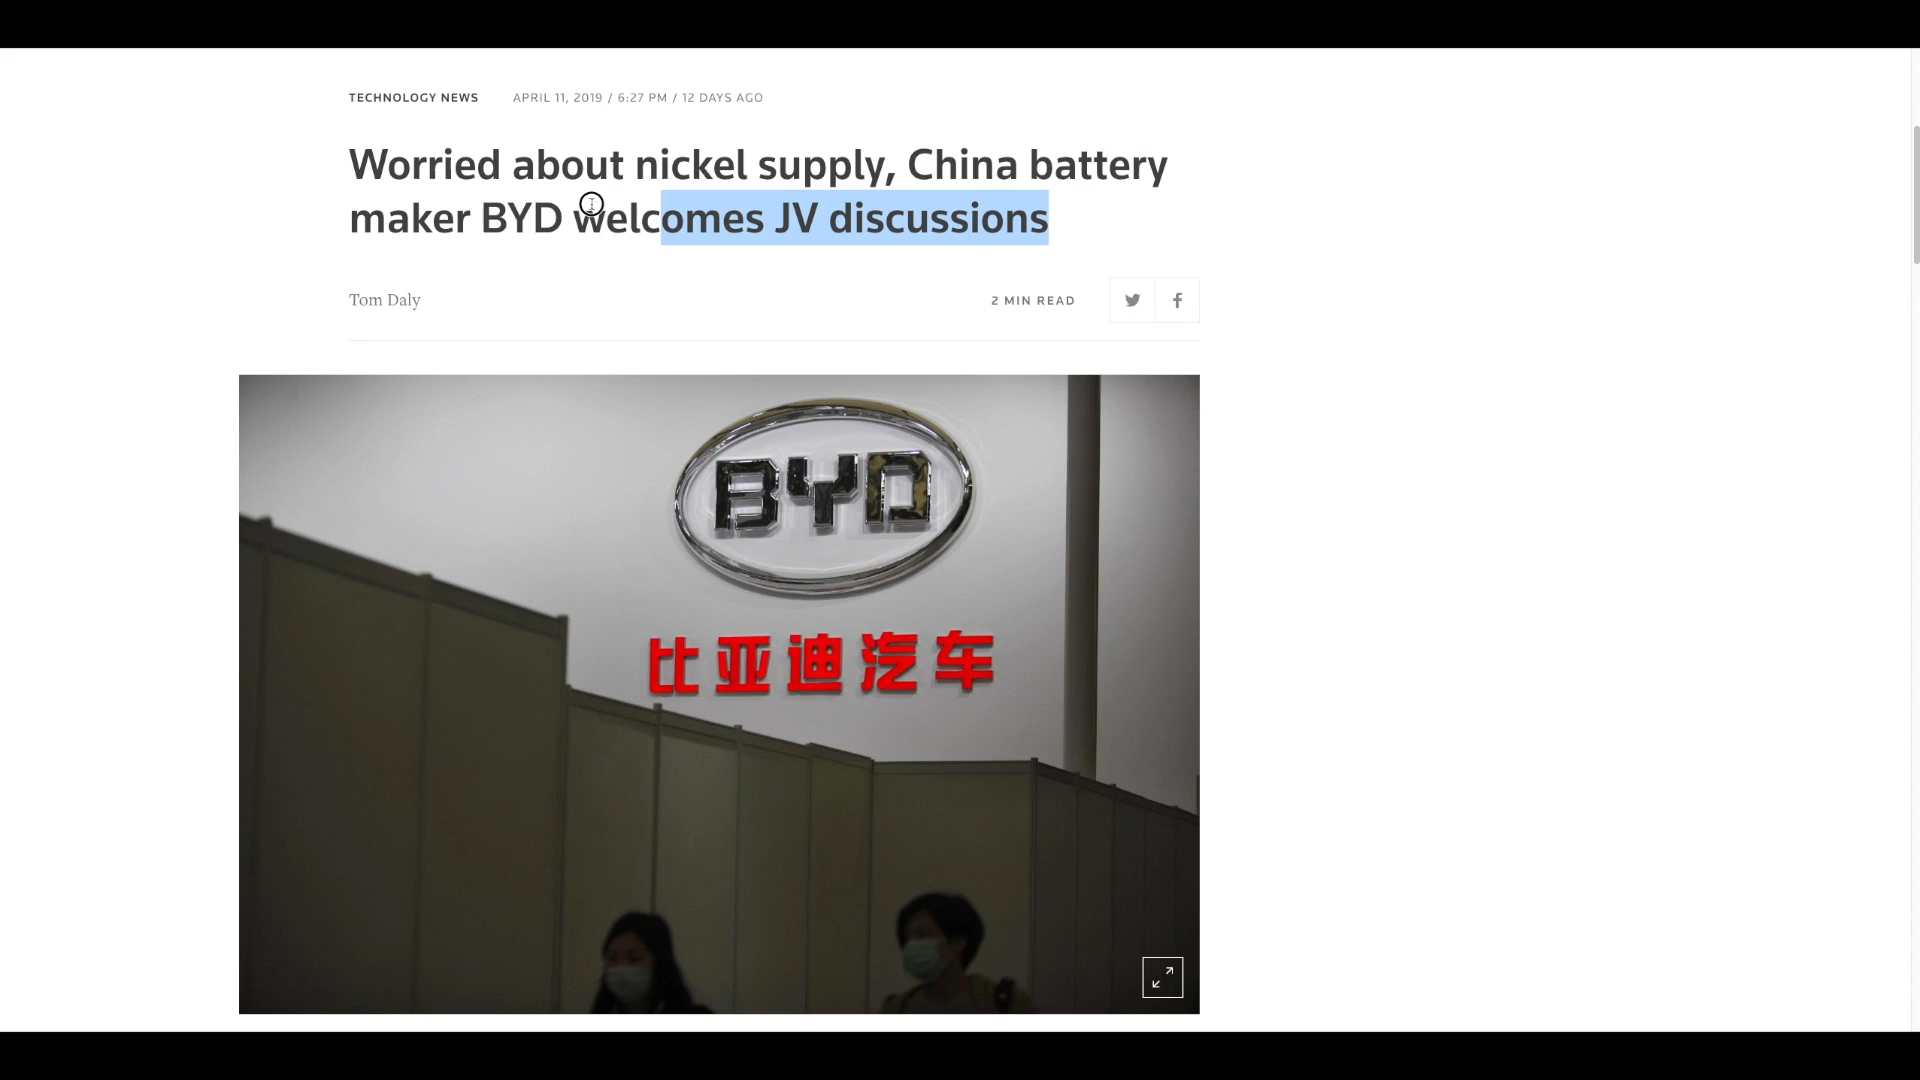 TECHNOLOGY NEWS APRIL 11, 2019 / 6:27 PM / 12 DAYS AGO
Worried about nickel supply, China battery
maker BYD welcomes JV discussions
Tom Daly 2 MIN READ
BYD
比亚迪汽车